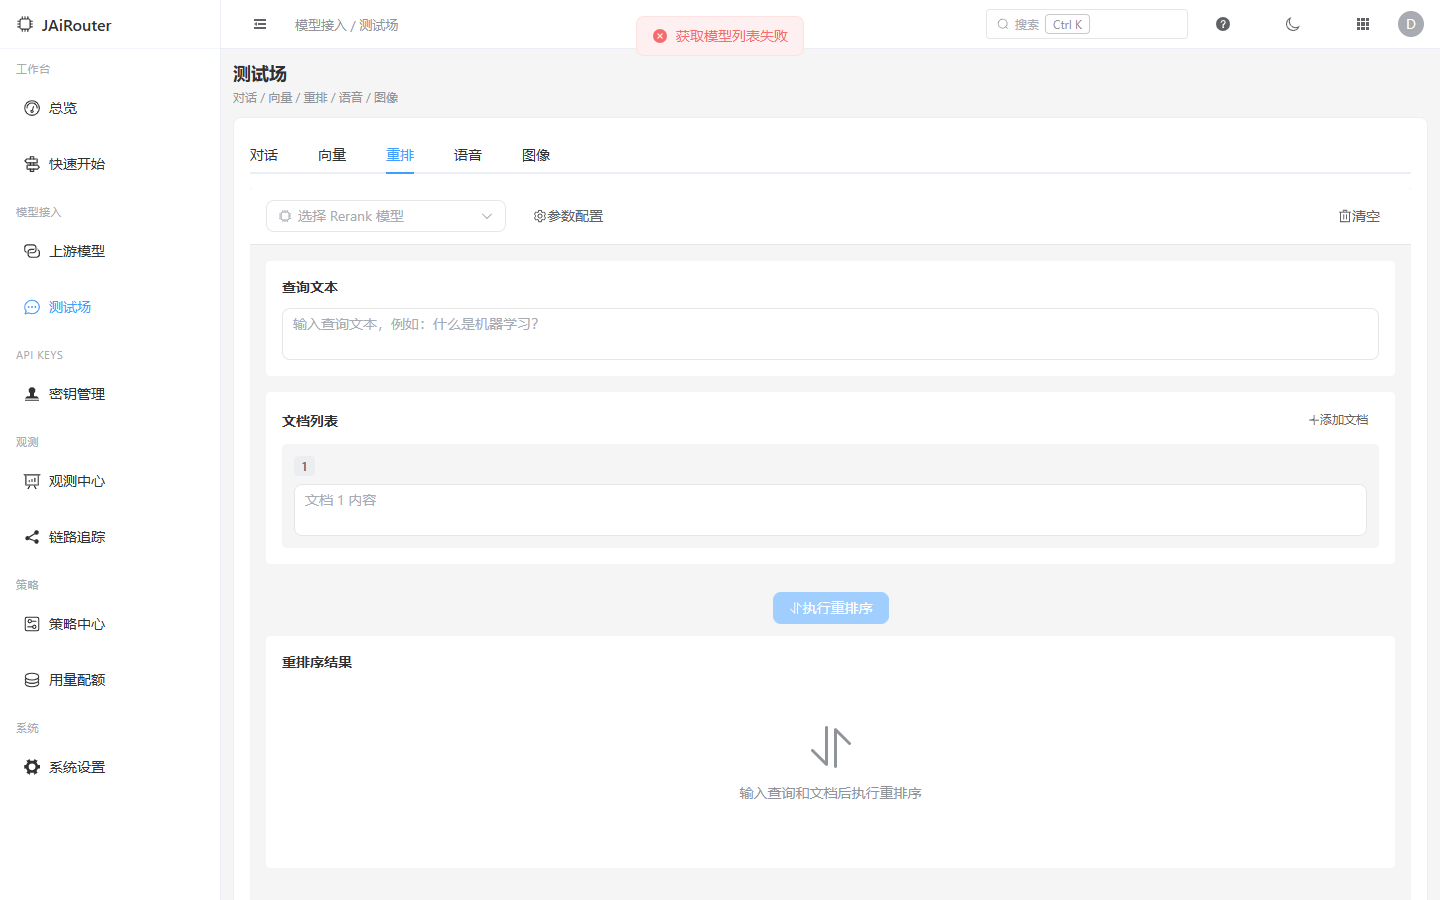 JAiRouter
模型接入 / 测试场
获取模型列表失败
搜索 Ctrl K
D
工作台
总览
快速开始
模型接入
上游模型
测试场
API KEYS
密钥管理
观测
观测中心
链路追踪
策略
策略中心
用量配额
系统
系统设置
测试场
对话 / 向量 / 重排 / 语音 / 图像
对话 向量 重排 语音 图像
选择 Rerank 模型 参数配置 清空
查询文本
输入查询文本，例如：什么是机器学习？
文档列表 添加文档
1
文档 1 内容
执行重排序
重排序结果
输入查询和文档后执行重排序